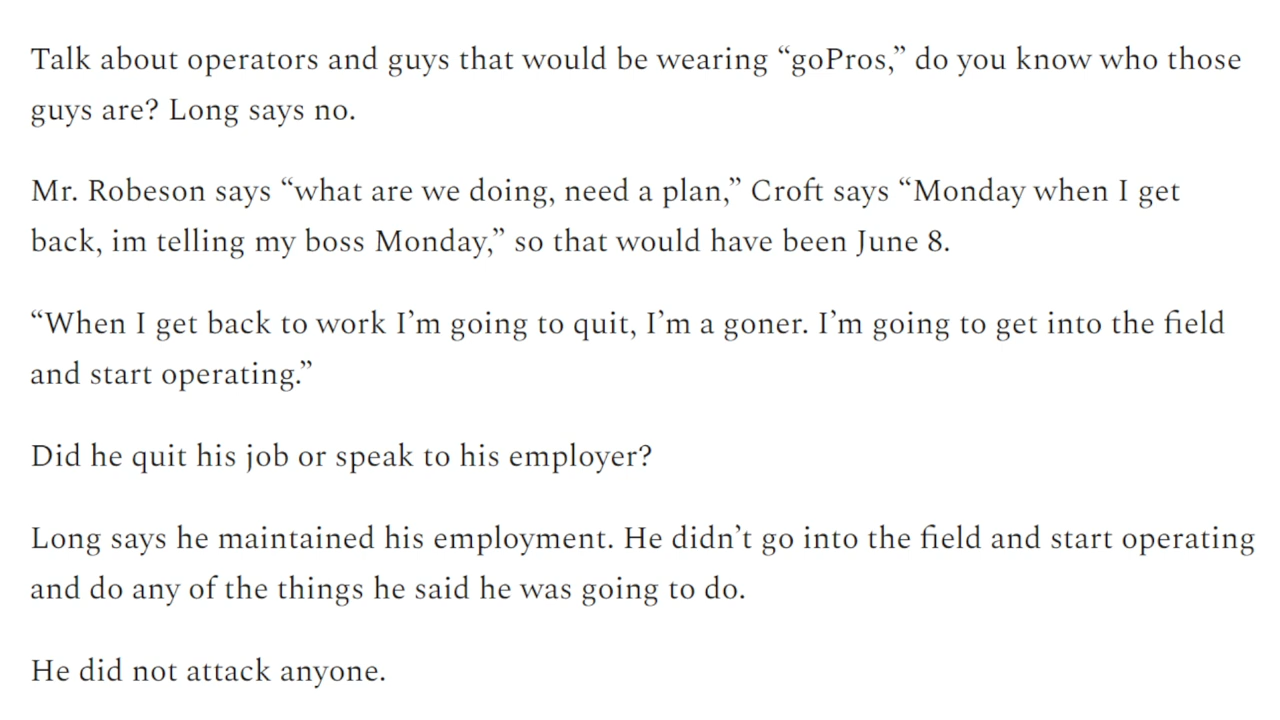 Talk about operators and guys that would be wearing “goPros,” do you know who those
guys are? Long says no.
Mr. Robeson says “what are we doing, need a plan,” Croft says “Monday when I get
back, im telling my boss Monday,” so that would have been June 8.
“When I get back to work I’m going to quit, I’m a goner. I’m going to get into the field
and start operating.”
Did he quit his job or speak to his employer?
Long says he maintained his employment. He didn’t go into the field and start operating
and do any of the things he said he was going to do.
He did not attack anyone.